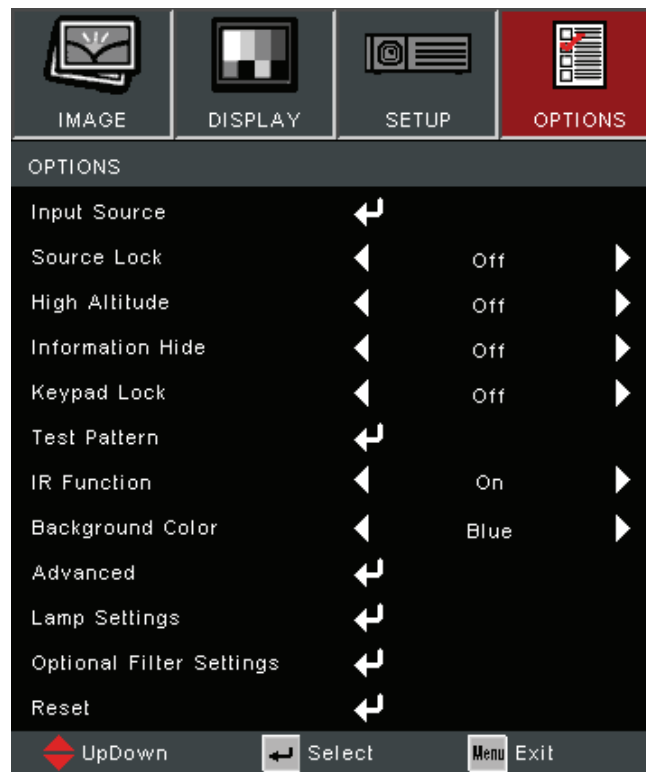 IMAGE DISPLAY SETUP OPTIONS
OPTIONS
Input Source
Source Lock Off
High Altitude Off
Information Hide Off
Keypad Lock Off
Test Pattern
IR Function On
Background Color Blue
Advanced
Lamp Settings
Optional Filter Settings
Reset
UpDown Select Menu Exit